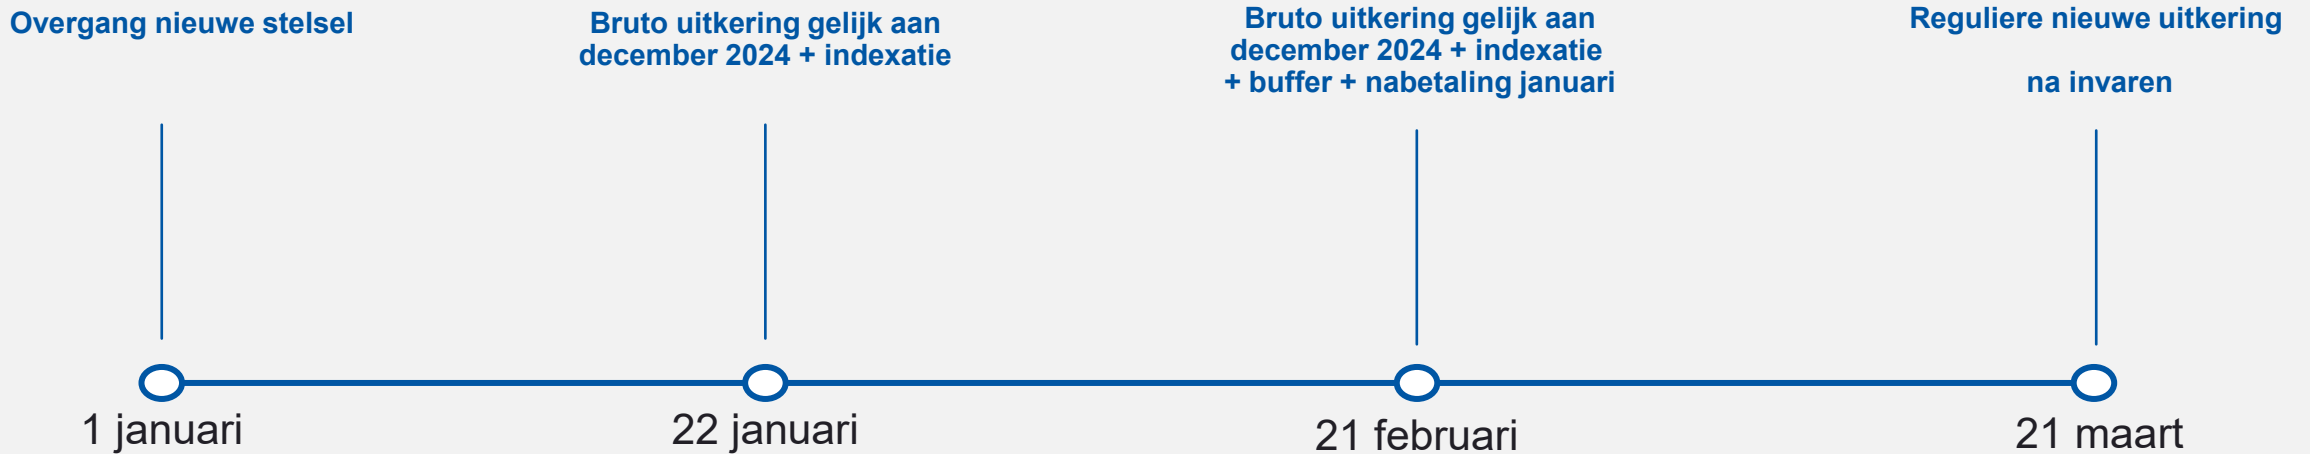 Overgang nieuwe stelsel
Bruto uitkering gelijk aan
december 2024 + indexatie
Bruto uitkering gelijk aan
december 2024 + indexatie
+ buffer + nabetaling januari
Reguliere nieuwe uitkering
na invaren
1 januari
22 januari
21 februari
21 maart